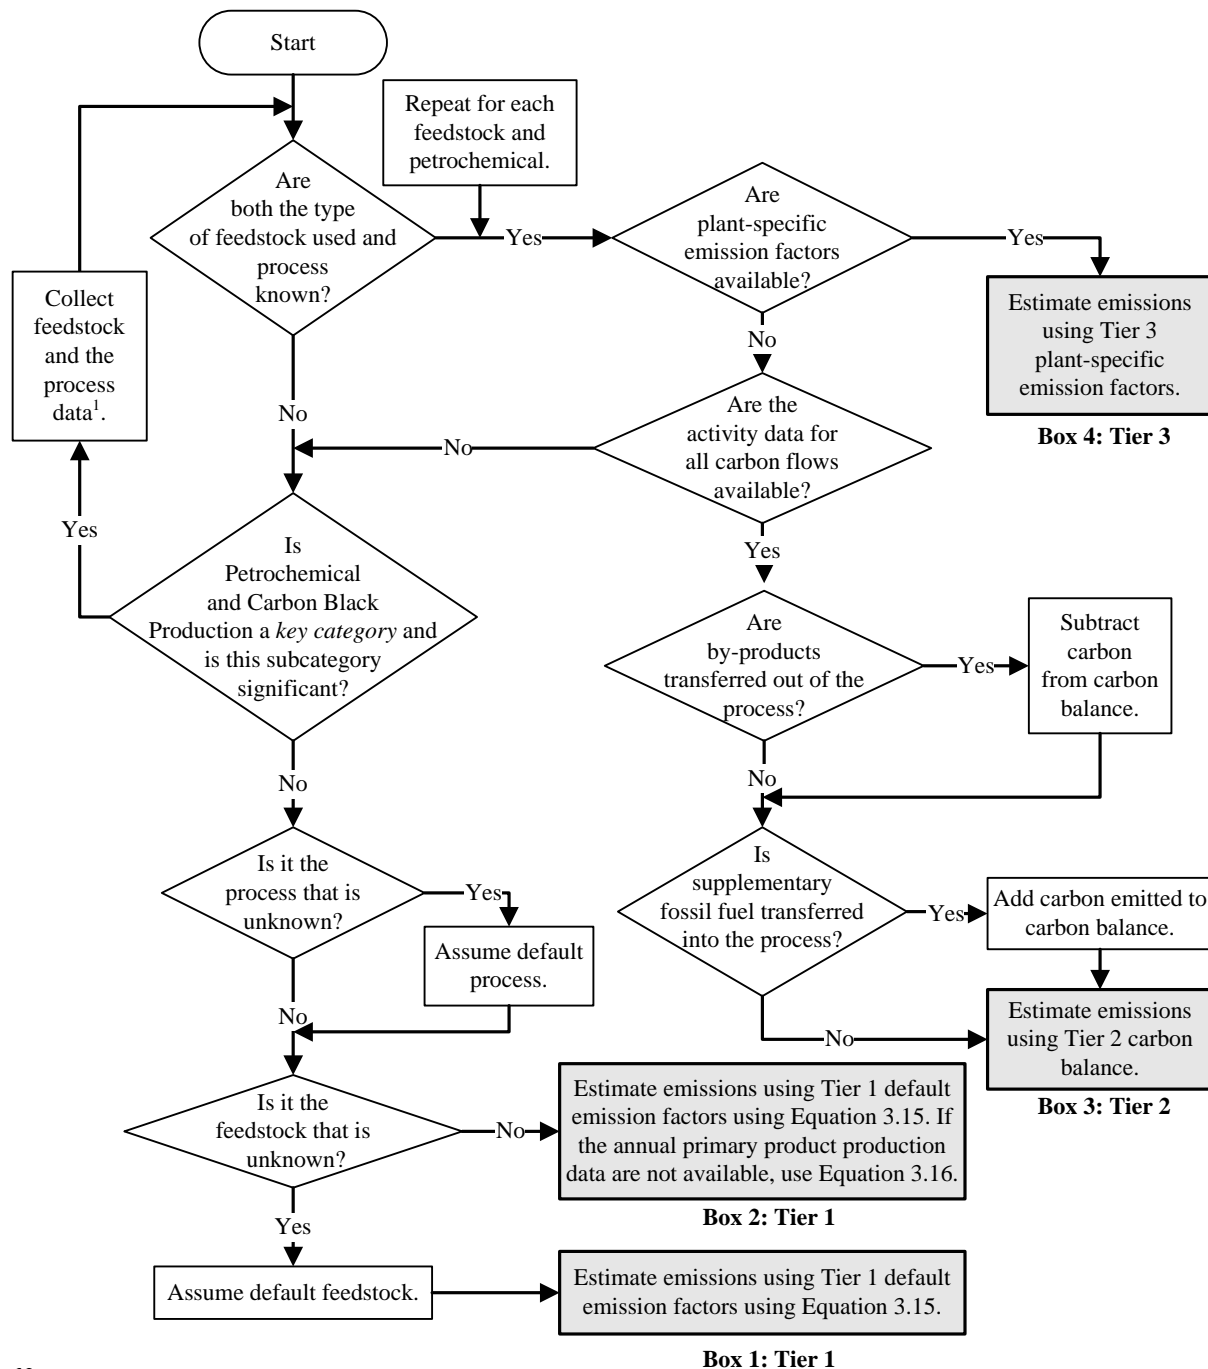 Start
Repeat for each
feedstock and
petrochemical.
Are
both the type
of feedstock used and
process
known?
Yes
Are
plant-specific
emission factors
available?
Yes
Estimate emissions
using Tier 3
plant-specific
emission factors.
Box 4: Tier 3
Collect
feedstock
and the
process
data¹.
No
No
Are the
activity data for
all carbon flows
available?
No
Yes
Yes
Is
Petrochemical
and Carbon Black
Production a key category and
is this subcategory
significant?
Are
by-products
transferred out of the
process?
Yes
Subtract
carbon
from carbon
balance.
No
No
Is it the
process that is
unknown?
Yes
Assume default
process.
Is
supplementary
fossil fuel transferred
into the process?
Yes
Add carbon emitted to
carbon balance.
No
No
Estimate emissions
using Tier 2 carbon
balance.
Box 3: Tier 2
Is it the
feedstock that is
unknown?
No
Estimate emissions using Tier 1 default
emission factors using Equation 3.15. If
the annual primary product production
data are not available, use Equation 3.16.
Box 2: Tier 1
Yes
Assume default feedstock.
Estimate emissions using Tier 1 default
emission factors using Equation 3.15.
Box 1: Tier 1